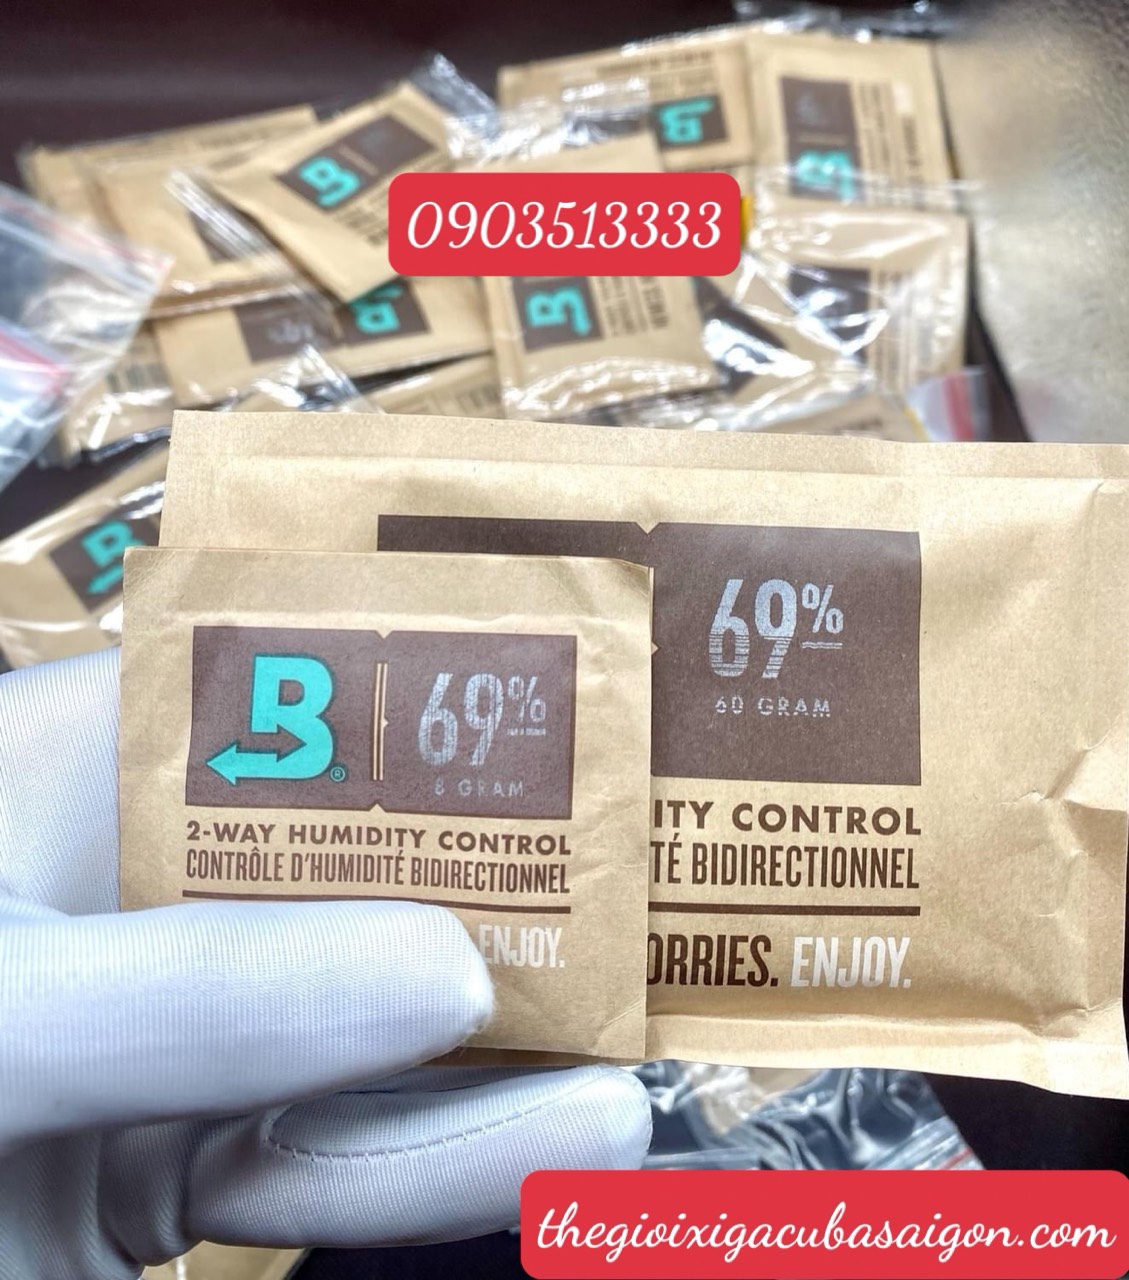 0903513333
69%
60 GRAM
B 69%
8 GRAM
ITY CONTROL
2-WAY HUMIDITY CONTROL
TÉ BIDIRECTIONNEL
CONTRÔLE D'HUMIDITÉ BIDIRECTIONNEL
ORRIES. ENJOY.
ENJOY.
thegioixigacubasaigon.com